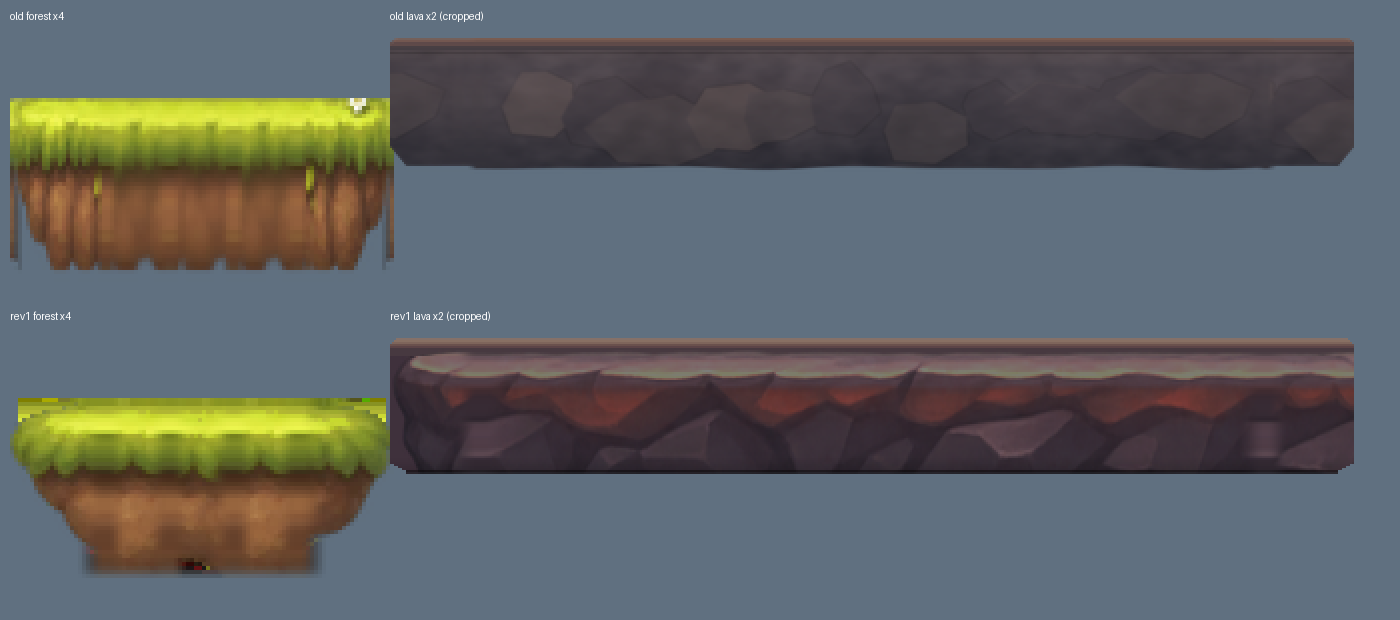 old forest x4
old lava x2 (cropped)
rev1 forest x4
rev1 lava x2 (cropped)